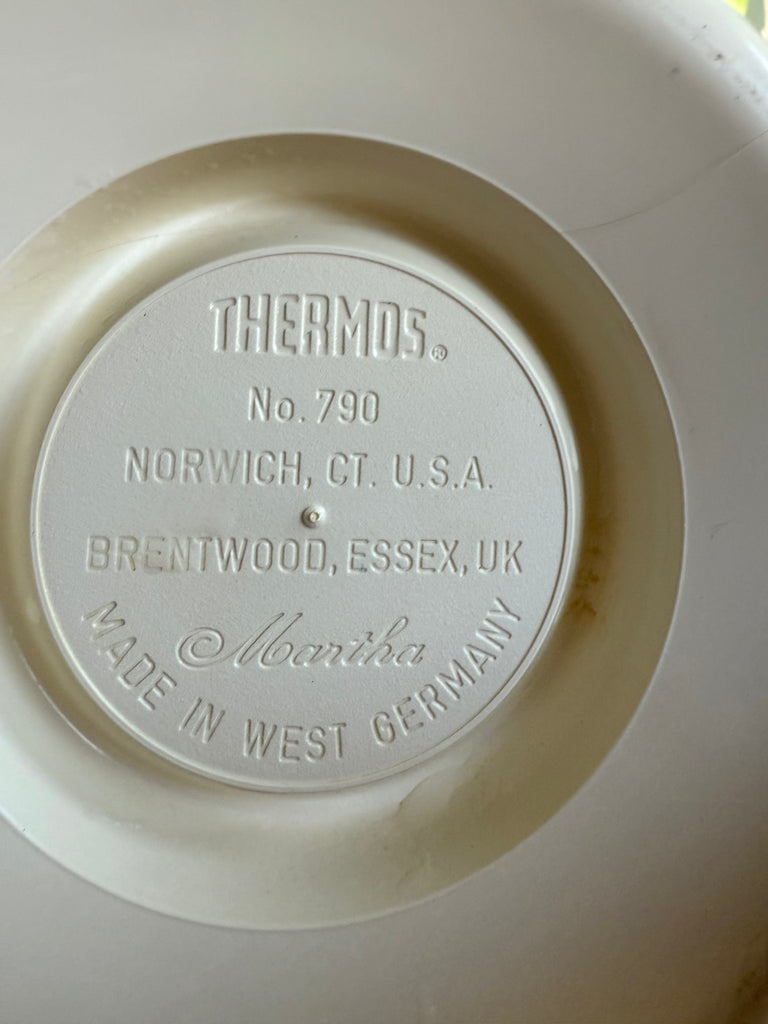 THERMOS®
No. 790
NORWICH, CT. U.S.A.
BRENTWOOD, ESSEX, UK
Martha
MADE IN WEST GERMANY